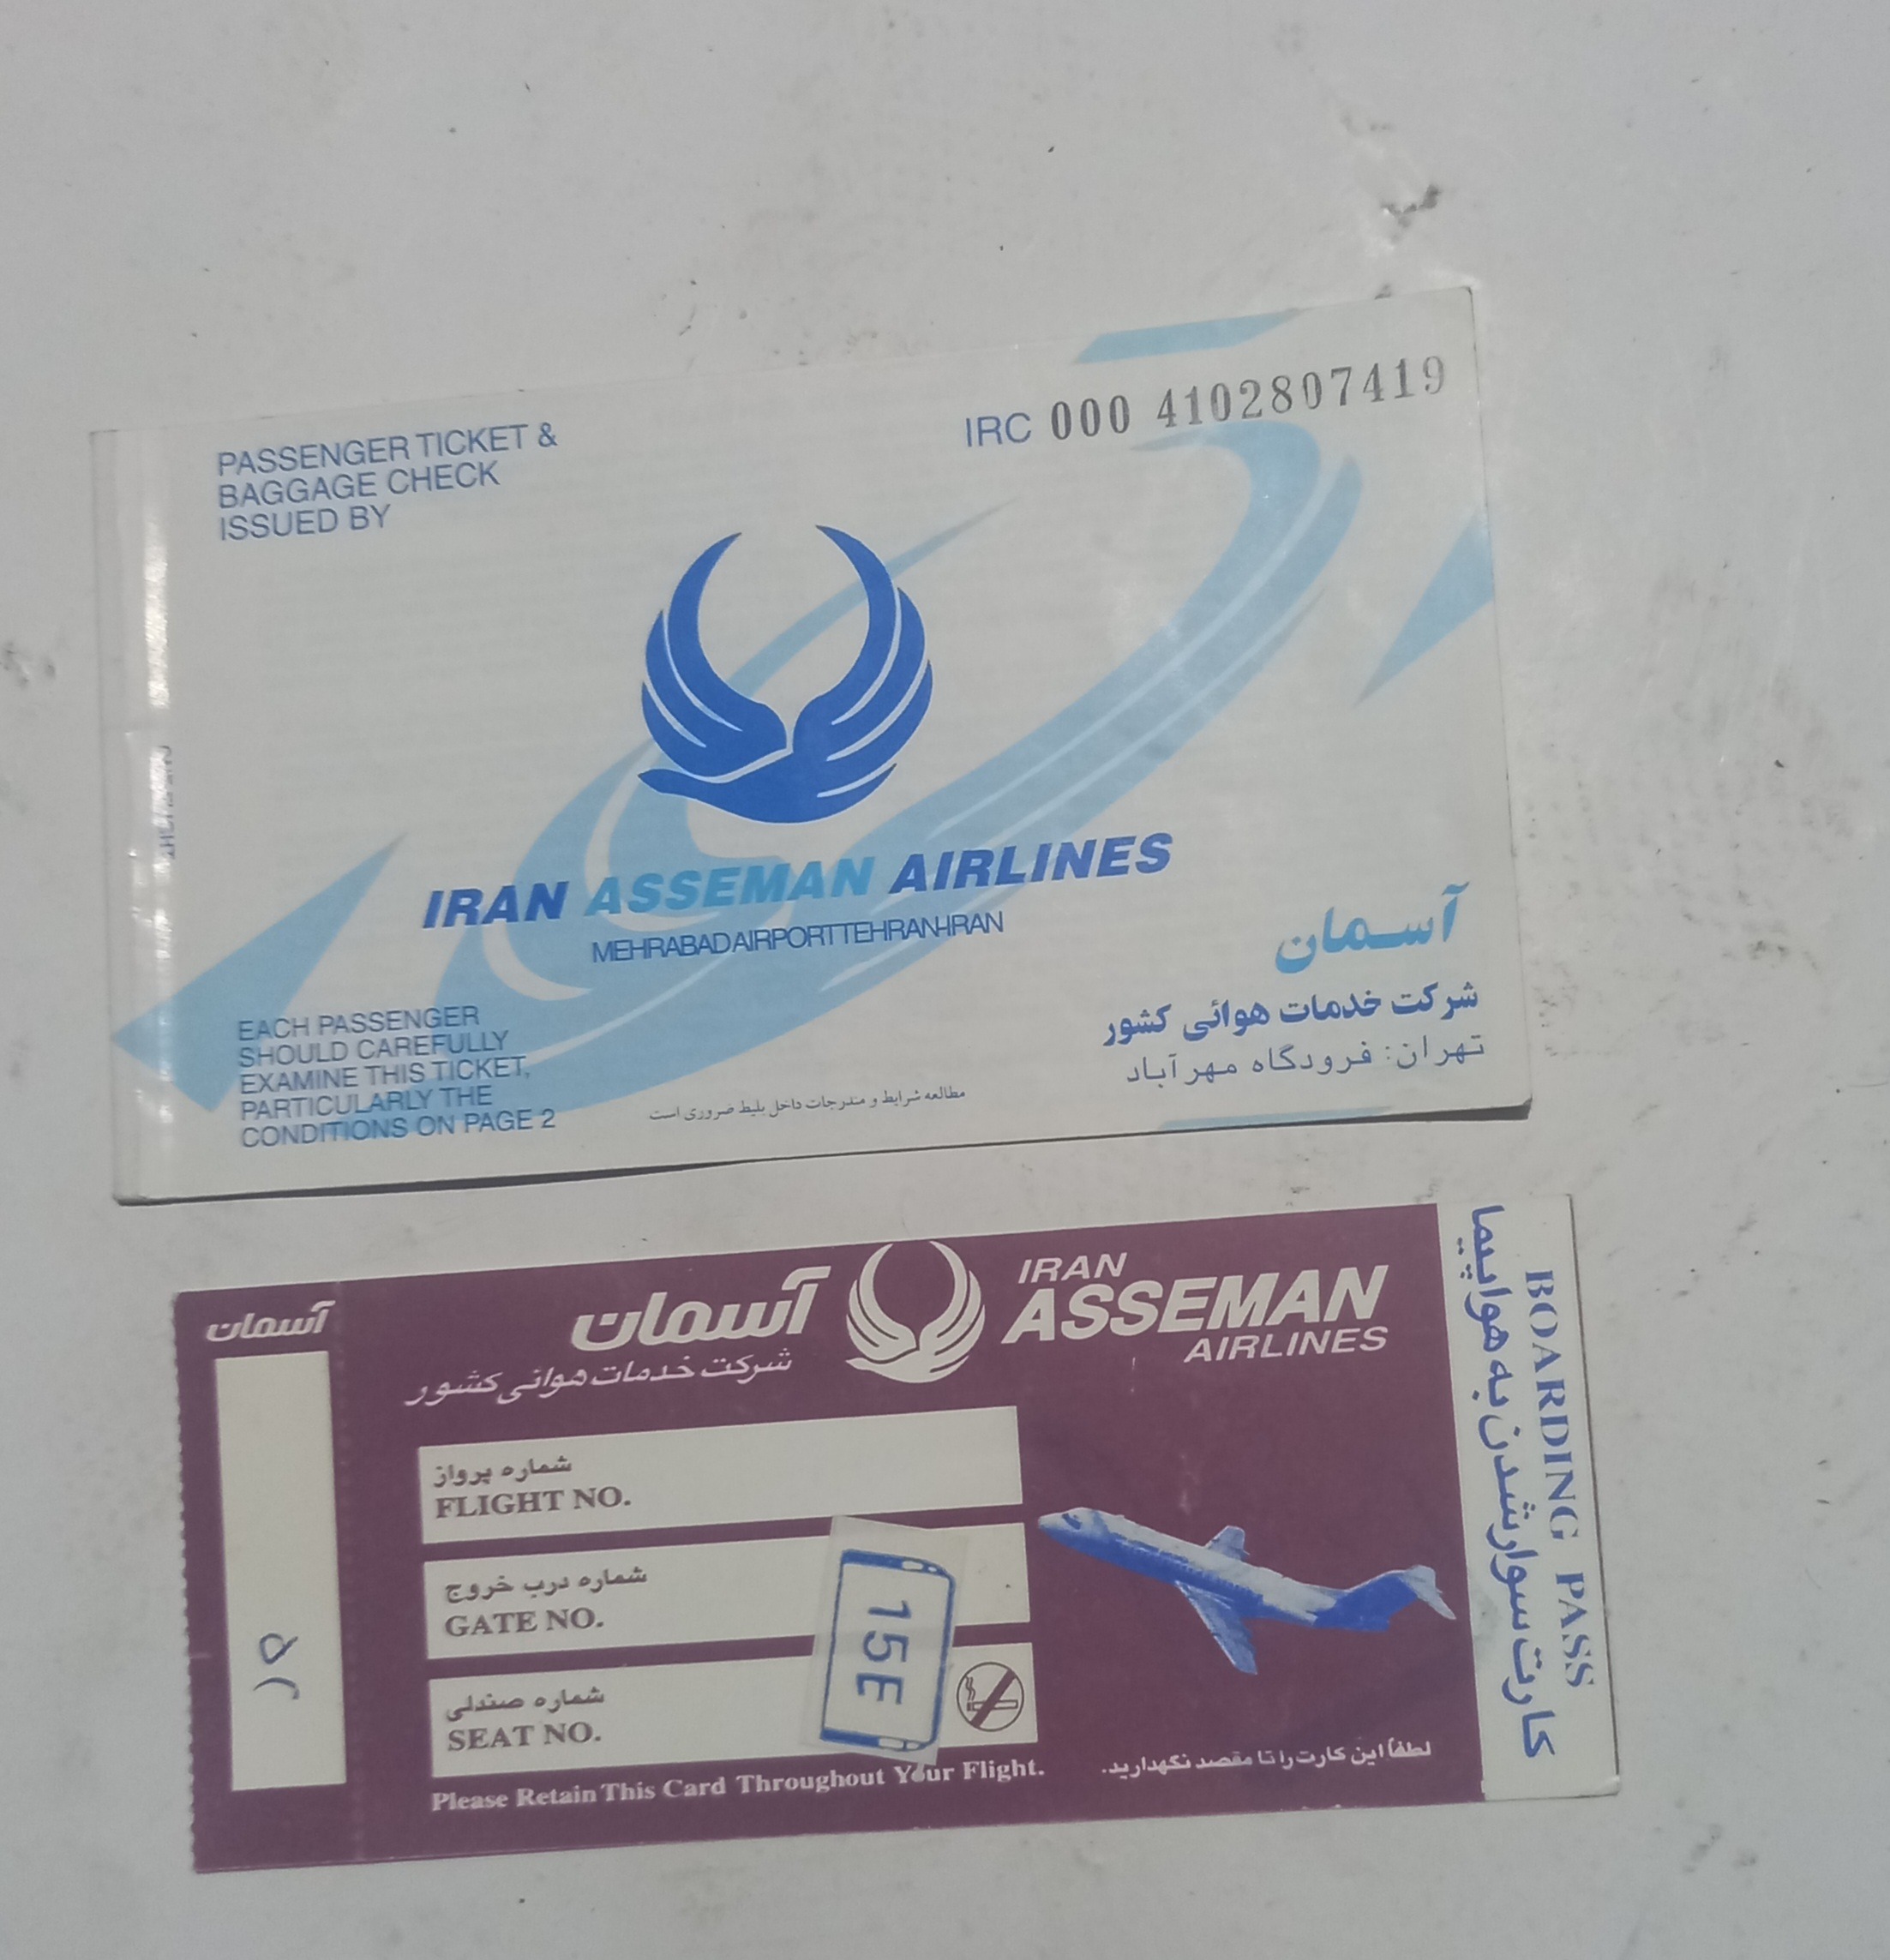 PASSENGER TICKET &
BAGGAGE CHECK
ISSUED BY
IRC 000 4102807419
IRAN ASSEMAN AIRLINES
MEHRABAD AIRPORT TEHRAN-IRAN
آسمان
شرکت خدمات هوائی کشور
تهران: فرودگاه مهرآباد
EACH PASSENGER
SHOULD CAREFULLY
EXAMINE THIS TICKET,
PARTICULARLY THE
CONDITIONS ON PAGE 2
مطالعه شرایط و مندرجات داخل بلیط ضروری است
آسمان
آسمان
شرکت خدمات هوائی کشور
IRAN
ASSEMAN
AIRLINES
شماره پرواز
FLIGHT NO.
شماره درب خروج
GATE NO.
شماره صندلی
SEAT NO.
15E
Please Retain This Card Throughout Your Flight.
لطفاً این کارت را تا مقصد نگهدارید.
BOARDING PASS
کارت سوار شدن به هواپیما